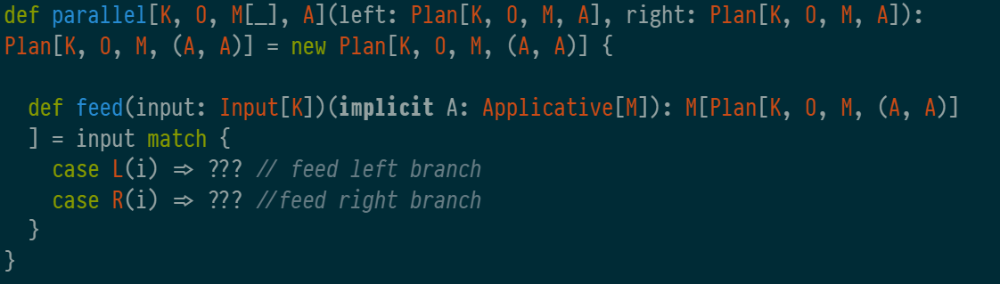 def parallel[K, O, M[_], A](left: Plan[K, O, M, A], right: Plan[K, O, M, A]):
Plan[K, O, M, (A, A)] = new Plan[K, O, M, (A, A)] {
def feed(input: Input[K])(implicit A: Applicative[M]): M[Plan[K, O, M, (A, A)]
] = input match {
case L(i) => ??? // feed left branch
case R(i) => ??? //feed right branch
}
}